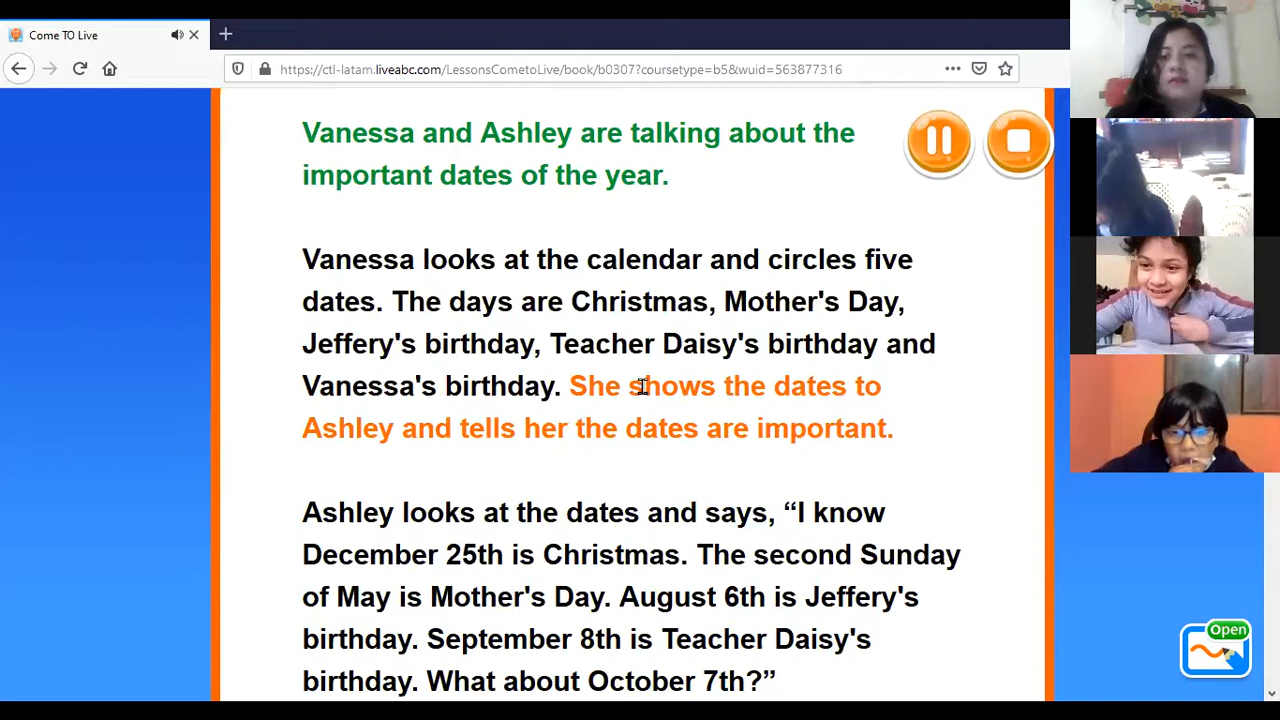 Come TO Live
https://ctl-latam.liveabc.com/LessonsCometoLive/book/b0307?coursetype=b5&wuid=563877316
Vanessa and Ashley are talking about the
important dates of the year.
Vanessa looks at the calendar and circles five
dates. The days are Christmas, Mother's Day,
Jeffery's birthday, Teacher Daisy's birthday and
Vanessa's birthday. She shows the dates to
Ashley and tells her the dates are important.
Ashley looks at the dates and says, “I know
December 25th is Christmas. The second Sunday
of May is Mother's Day. August 6th is Jeffery's
birthday. September 8th is Teacher Daisy's
birthday. What about October 7th?”
Open